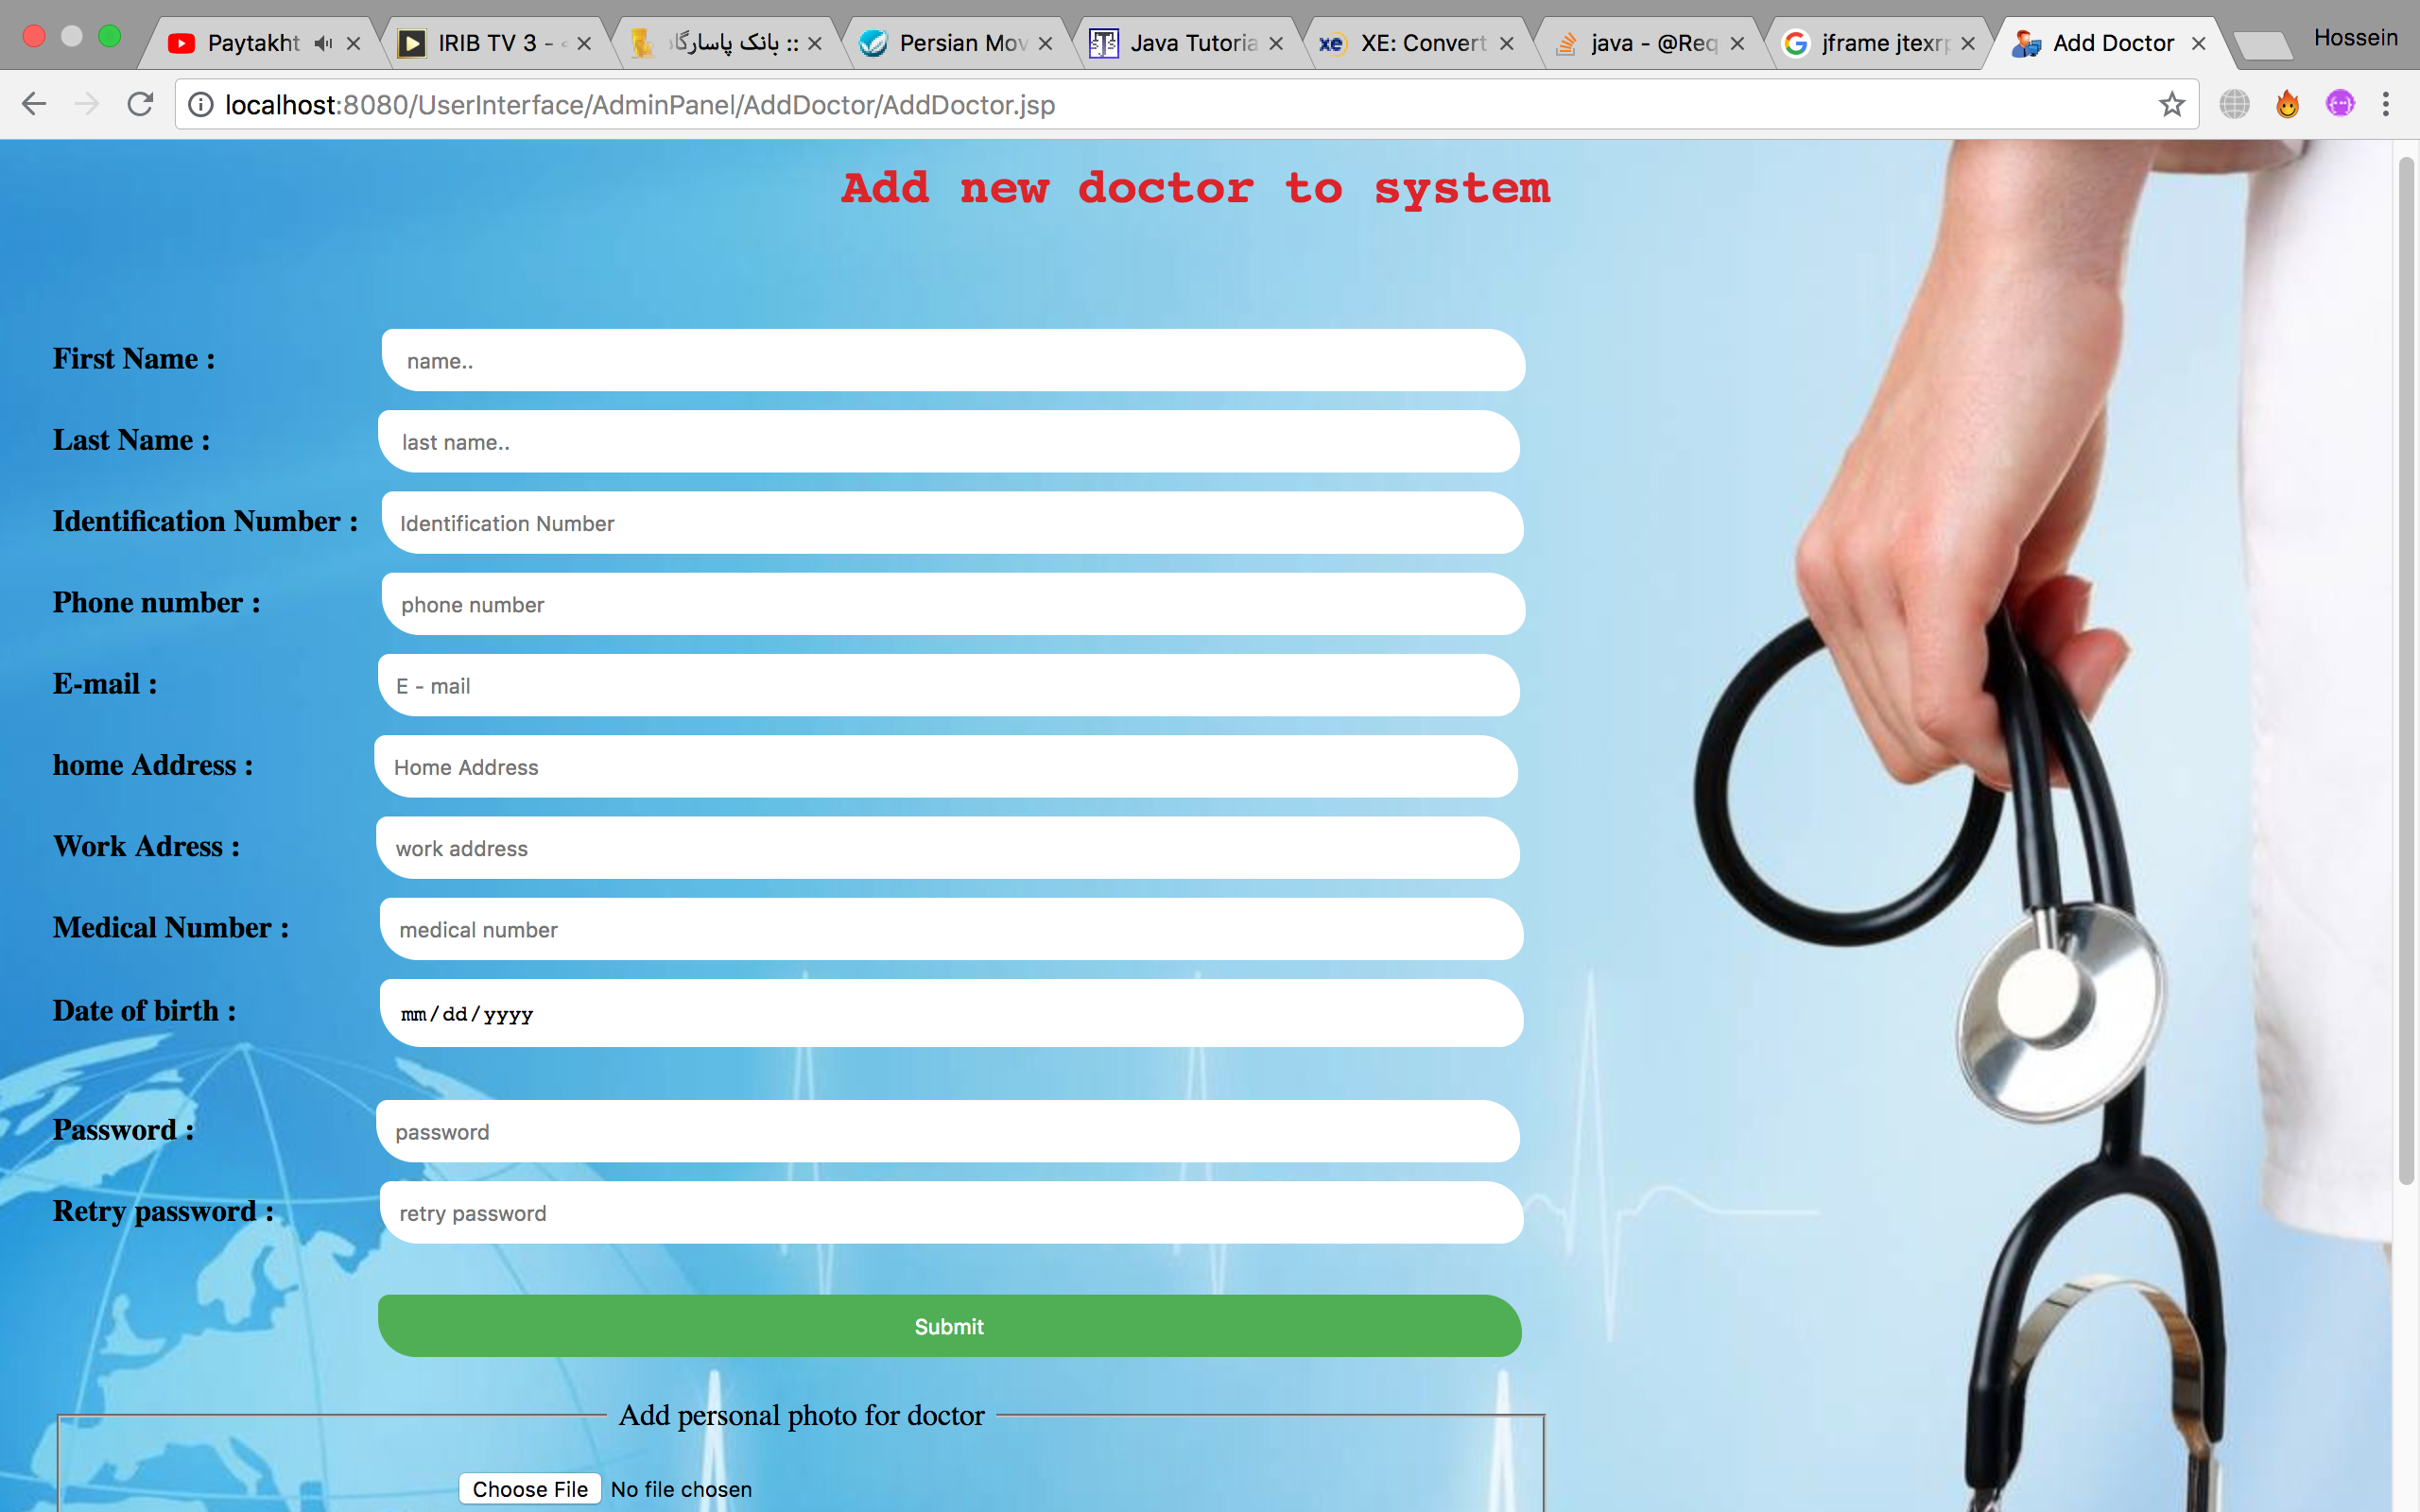 Paytakht
IRIB TV 3 -
بانک پاسارگاد ::
Persian Mov
Java Tutoria
XE: Convert
java - @Req
jframe jtexrp
Add Doctor
Hossein
localhost:8080/UserInterface/AdminPanel/AddDoctor/AddDoctor.jsp
Add new doctor to system
First Name :
name..
Last Name :
last name..
Identification Number :
Identification Number
Phone number :
phone number
E-mail :
E - mail
home Address :
Home Address
Work Adress :
work address
Medical Number :
medical number
Date of birth :
mm/dd/yyyy
Password :
password
Retry password :
retry password
Submit
Add personal photo for doctor
Choose File No file chosen